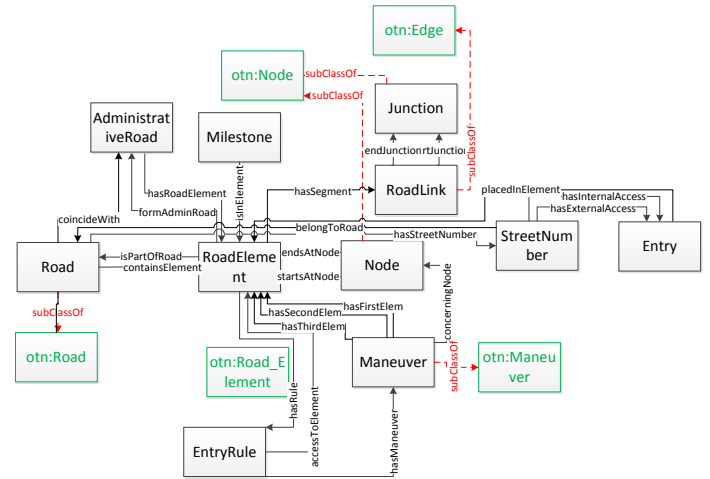 otn:Edge
otn:Node
subClassOf
subClassOf
subClassOf
Administrat
iveRoad
Milestone
Junction
endJunction
rtJunction
hasRoadElement
formAdminRoad
isInElement
hasSegment
RoadLink
placedInElement
hasInternalAccess
hasExternalAccess
coincideWith
belongToRoad
hasStreetNumber
Road
isPartOfRoad
containsElement
RoadEleme
nt
endsAtNode
startsAtNode
Node
StreetNum
ber
Entry
concerningNode
subClassOf
hasFirstElem
hasSecondElem
hasThirdElem
otn:Road
otn:Road_E
lement
Maneuver
subClassOf
otn:Maneu
ver
hasRule
accessToElement
hasManeuver
EntryRule